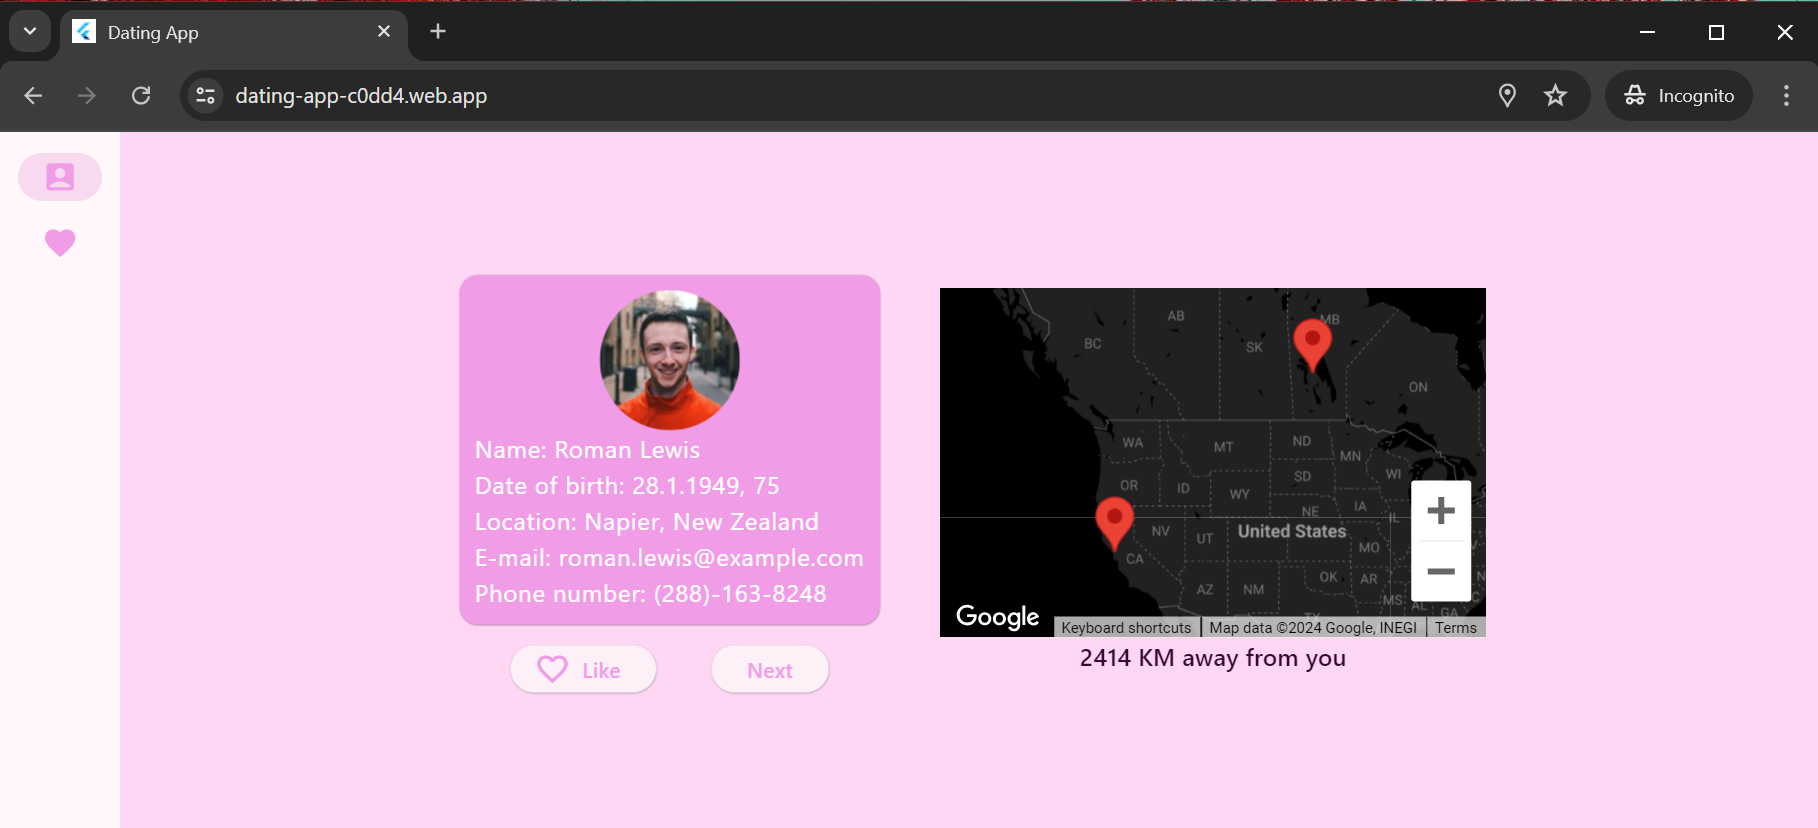 Dating App
dating-app-c0dd4.web.app
Incognito
Name: Roman Lewis
Date of birth: 28.1.1949, 75
Location: Napier, New Zealand
E-mail: roman.lewis@example.com
Phone number: (288)-163-8248
Like
Next
AB
MB
BC
SK
ON
WA
MT
ND
MN
OR
ID
SD
WI
WY
IA
NE
IL
NV
UT
United States
CA
MO
AZ
NM
OK
AR
MS
AL
GA
Google
Keyboard shortcuts
Map data ©2024 Google, INEGI
Terms
2414 KM away from you